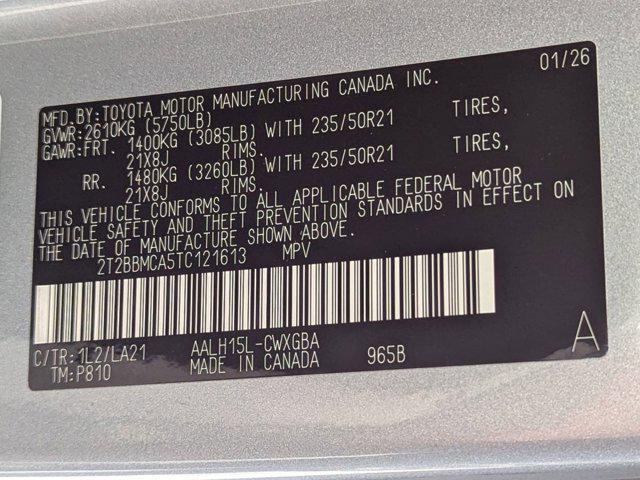 01/26
MFD.BY:TOYOTA MOTOR MANUFACTURING CANADA INC.
GVWR:2610KG (5750LB)
GAWR:FRT. 1400KG (3085LB) WITH 235/50R21 TIRES,
21X8J RIMS.
RR. 1480KG (3260LB) WITH 235/50R21 TIRES,
21X8J RIMS.
THIS VEHICLE CONFORMS TO ALL APPLICABLE FEDERAL MOTOR
VEHICLE SAFETY AND THEFT PREVENTION STANDARDS IN EFFECT ON
THE DATE OF MANUFACTURE SHOWN ABOVE.
2T2BBMCA5TC121613 MPV
C/TR:1L2/LA21 AALH15L-CWXGBA
TM:P810 MADE IN CANADA 965B A